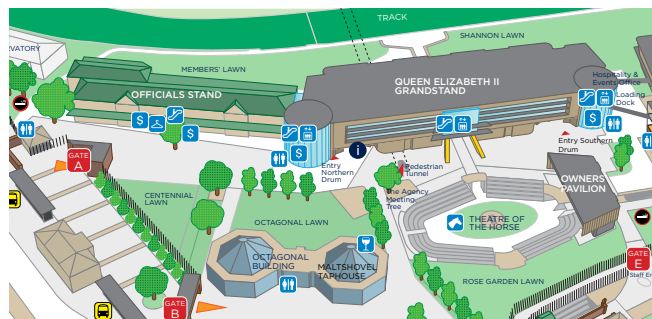 TRACK
SHANNON LAWN
RVATORY
MEMBERS' LAWN
QUEEN ELIZABETH II
GRANDSTAND
Hospitality &
Events Office
OFFICIALS STAND
Loading
Dock
$
$
$
$
i
GATE
A
Entry
Northern
Drum
Pedestrian
Tunnel
Entry Southern
Drum
The Agency
Meeting
Tree
OWNERS
PAVILION
CENTENNIAL
LAWN
OCTAGONAL LAWN
THEATRE OF
THE HORSE
OCTAGONAL
BUILDING
MALTSHOVEL
TAPHOUSE
GATE
E
Staff En
ROSE GARDEN LAWN
GATE
B